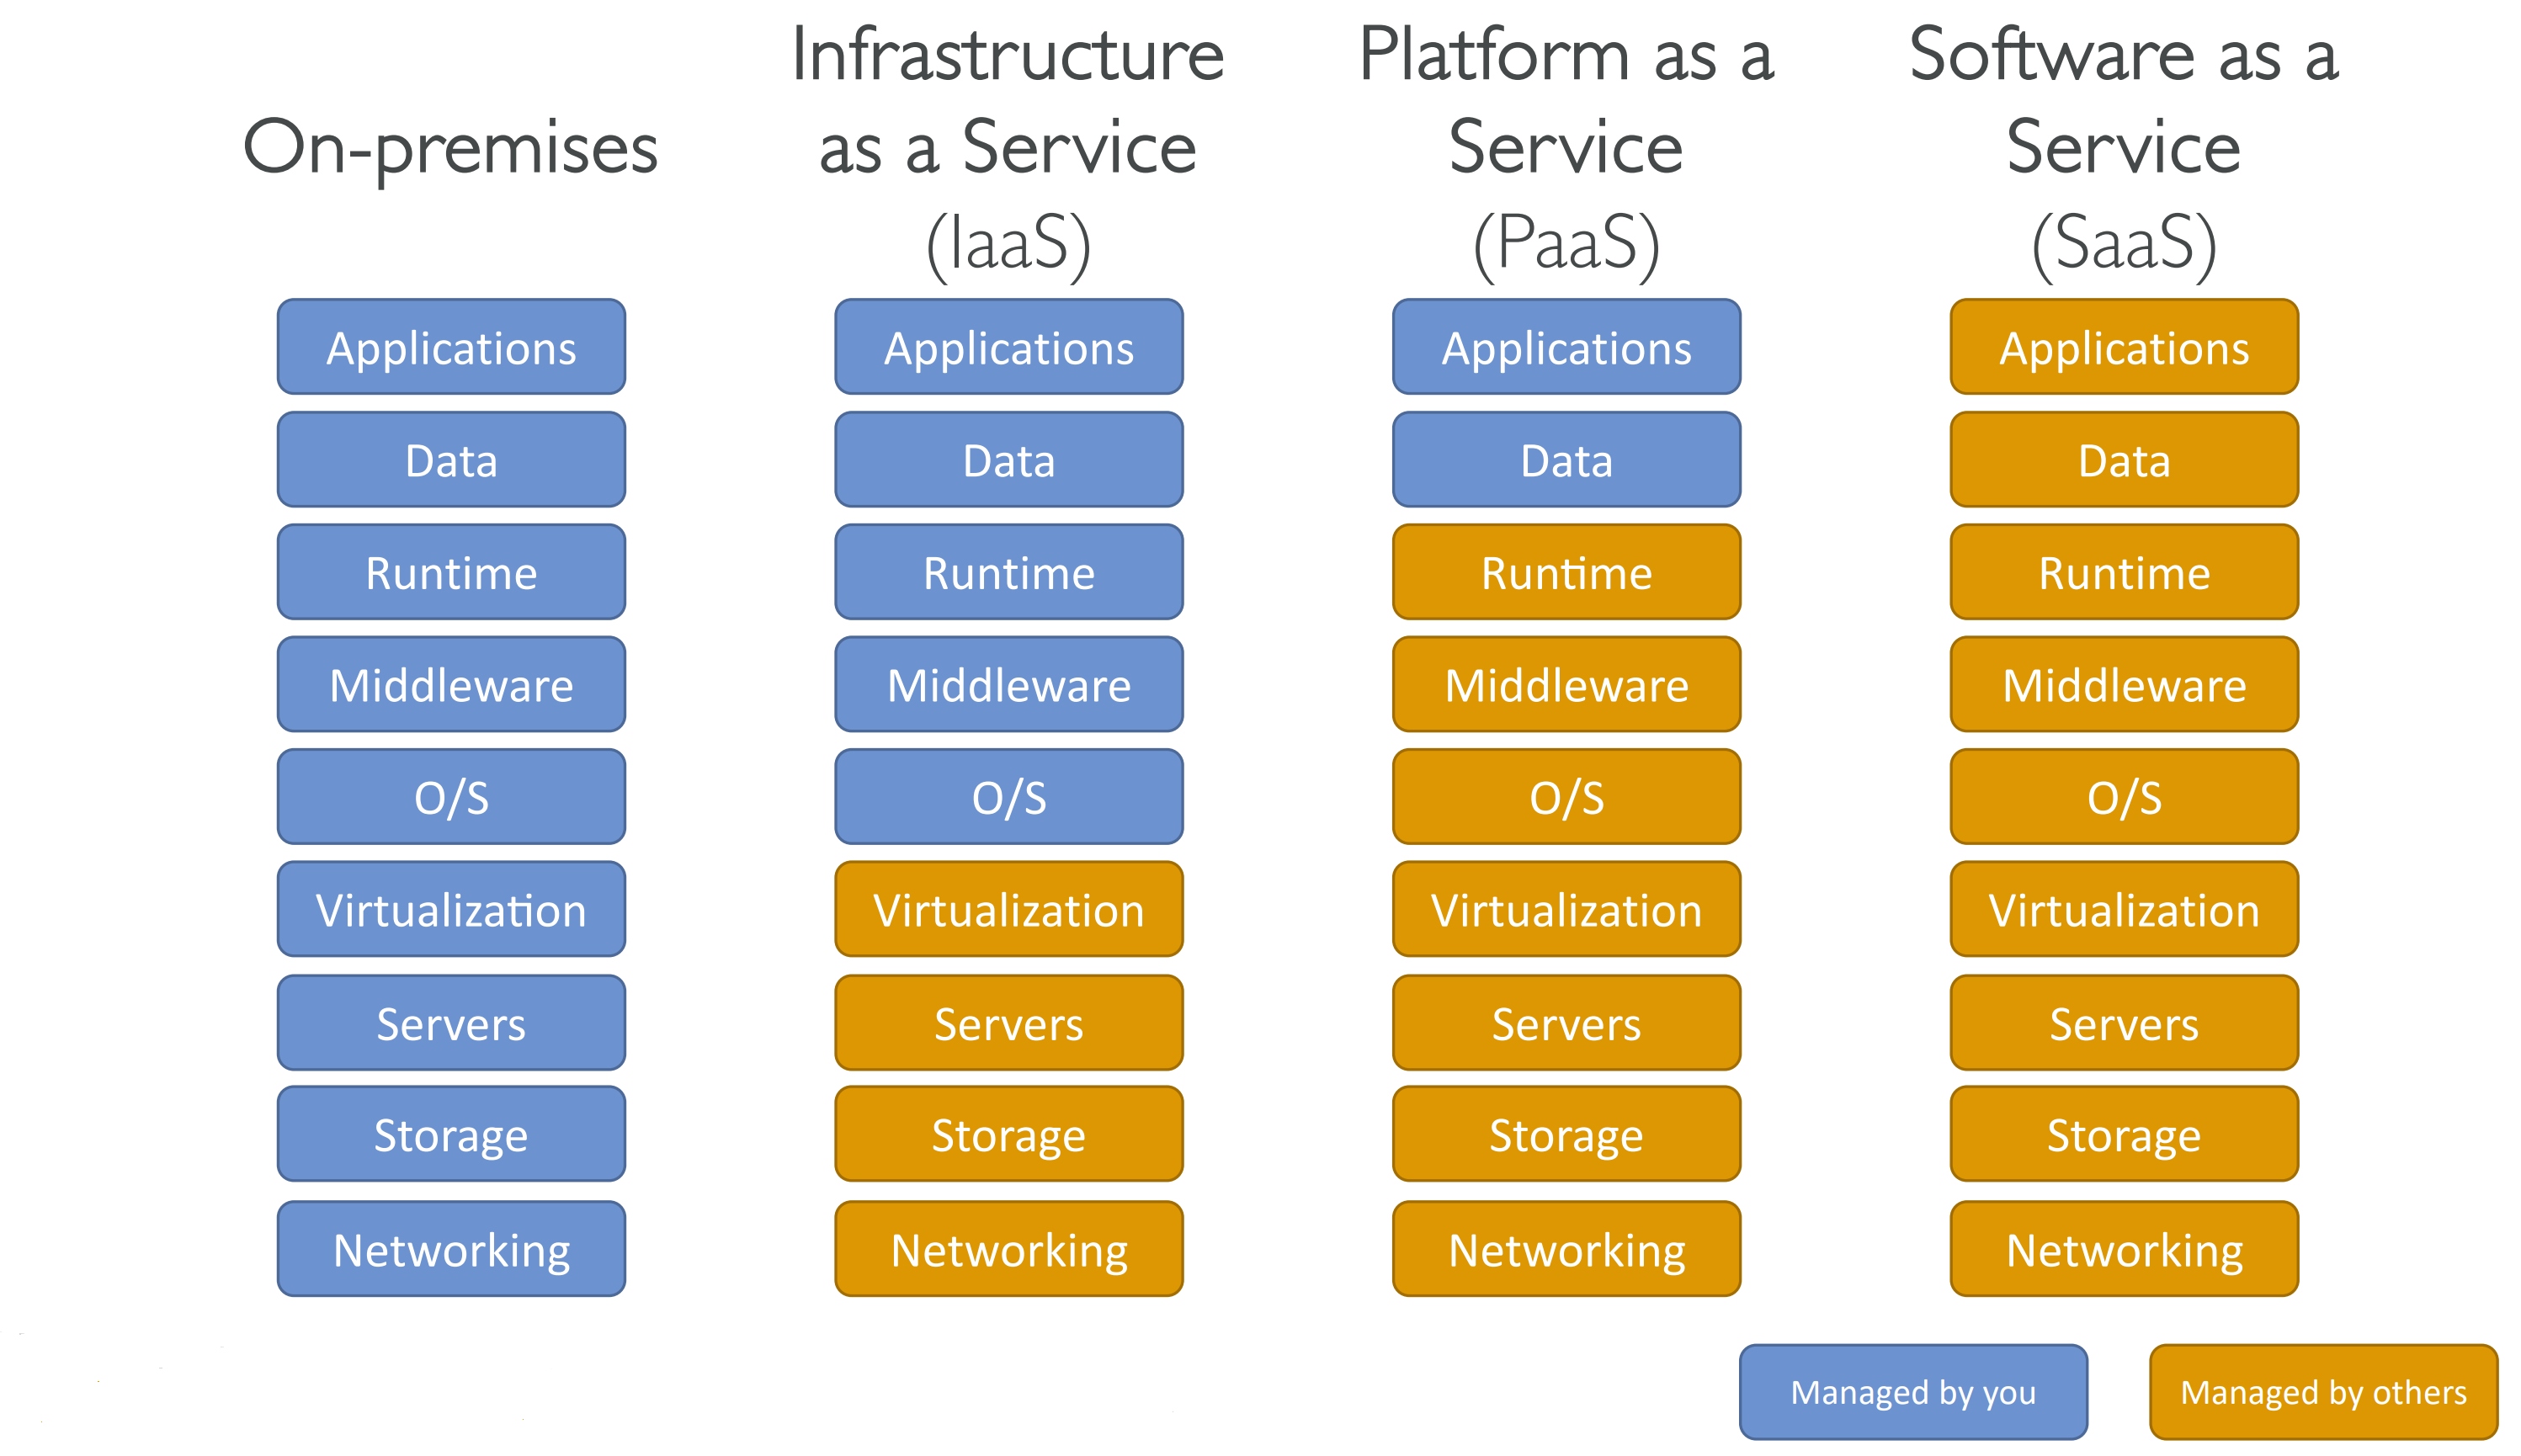 On-premises
Infrastructure
as a Service
(IaaS)
Platform as a
Service
(PaaS)
Software as a
Service
(SaaS)
Applications
Data
Runtime
Middleware
O/S
Virtualization
Servers
Storage
Networking
Applications
Data
Runtime
Middleware
O/S
Virtualization
Servers
Storage
Networking
Applications
Data
Runtime
Middleware
O/S
Virtualization
Servers
Storage
Networking
Applications
Data
Runtime
Middleware
O/S
Virtualization
Servers
Storage
Networking
Managed by you
Managed by others